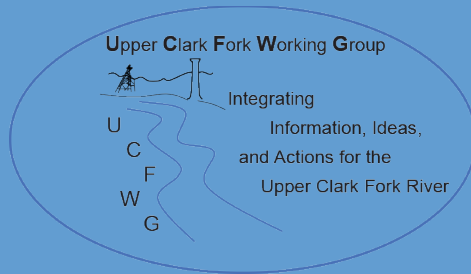 Upper Clark Fork Working Group
Integrating
Information, Ideas,
and Actions for the
Upper Clark Fork River
U
C
F
W
G